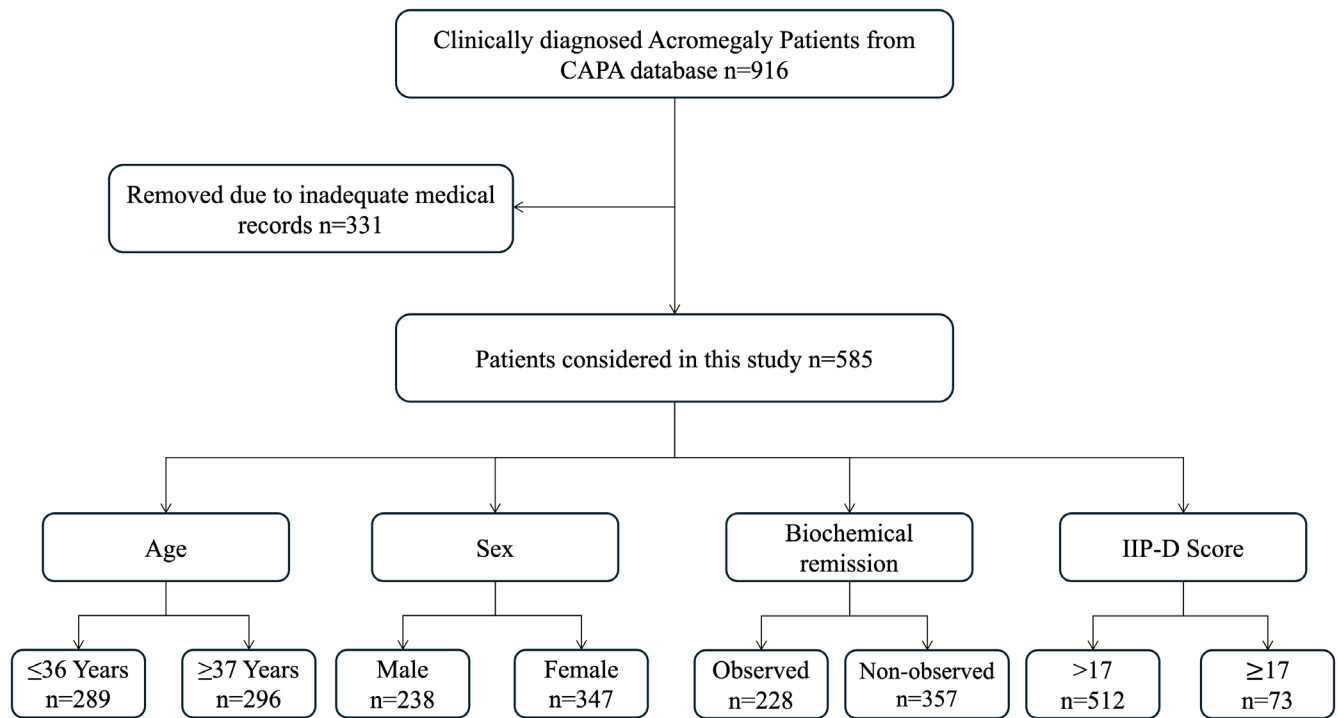 Clinically diagnosed Acromegaly Patients from
CAPA database n=916
Removed due to inadequate medical
records n=331
Patients considered in this study n=585
Age
Sex
Biochemical
remission
IIP-D Score
≤36 Years
n=289
≥37 Years
n=296
Male
n=238
Female
n=347
Observed
n=228
Non-observed
n=357
>17
n=512
≥17
n=73